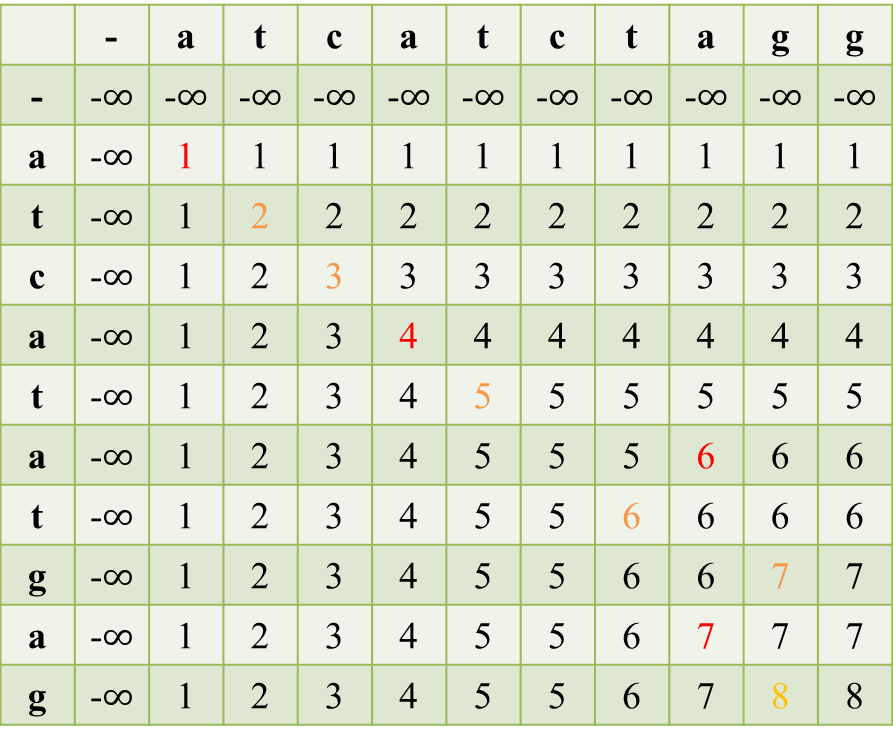 - a t c a t c t a g g
- -∞ -∞ -∞ -∞ -∞ -∞ -∞ -∞ -∞ -∞ -∞
a -∞ 1 1 1 1 1 1 1 1 1 1
t -∞ 1 2 2 2 2 2 2 2 2 2
c -∞ 1 2 3 3 3 3 3 3 3 3
a -∞ 1 2 3 4 4 4 4 4 4 4
t -∞ 1 2 3 4 5 5 5 5 5 5
a -∞ 1 2 3 4 5 5 5 6 6 6
t -∞ 1 2 3 4 5 5 6 6 6 6
g -∞ 1 2 3 4 5 5 6 6 7 7
a -∞ 1 2 3 4 5 5 6 7 7 7
g -∞ 1 2 3 4 5 5 6 7 8 8